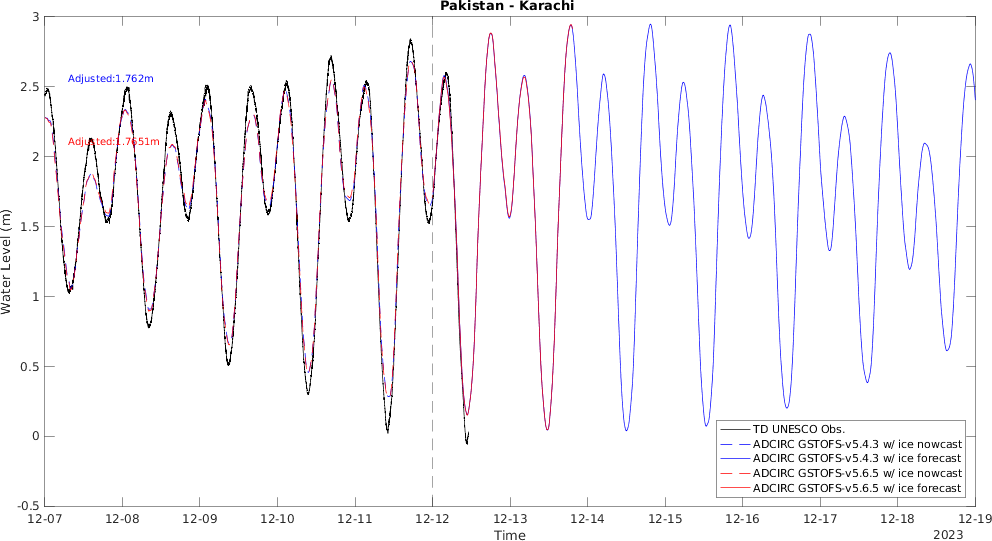 Pakistan - Karachi
Water Level (m)
3
2.5
2
1.5
1
0.5
0
-0.5
Adjusted:1.762m
Adjusted:1.7651m
TD UNESCO Obs.
ADCIRC GSTOFS-v5.4.3 w/ ice nowcast
ADCIRC GSTOFS-v5.4.3 w/ ice forecast
ADCIRC GSTOFS-v5.6.5 w/ ice nowcast
ADCIRC GSTOFS-v5.6.5 w/ ice forecast
12-07 12-08 12-09 12-10 12-11 12-12 12-13 12-14 12-15 12-16 12-17 12-18 12-19
Time
2023